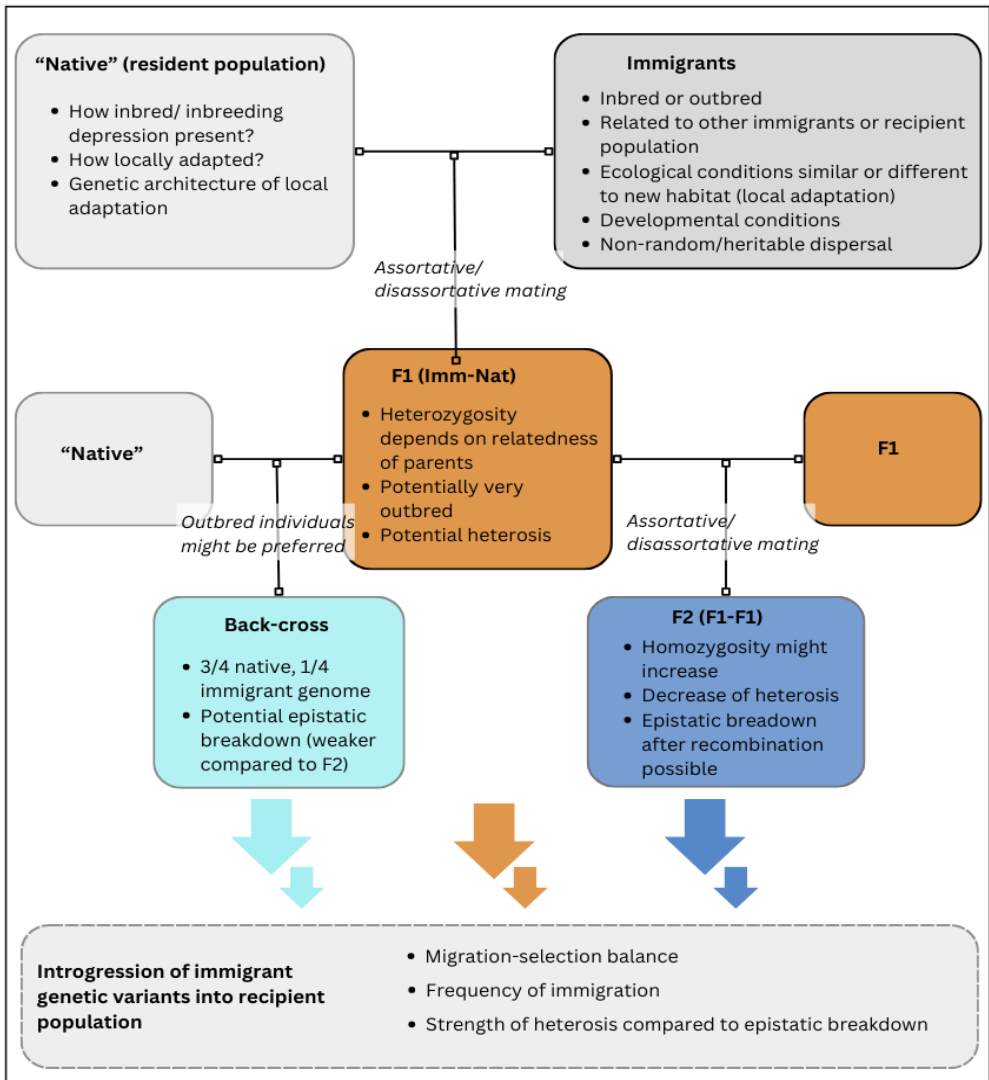 “Native” (resident population)
• How inbred/ inbreeding
depression present?
• How locally adapted?
• Genetic architecture of local
adaptation
Immigrants
• Inbred or outbred
• Related to other immigrants or recipient
population
• Ecological conditions similar or different
to new habitat (local adaptation)
• Developmental conditions
• Non-random/heritable dispersal
Assortative/
disassortative mating
“Native”
F1 (Imm-Nat)
• Heterozygosity
depends on relatedness
of parents
• Potentially very
outbred
• Potential heterosis
F1
Outbred individuals
might be preferred
Assortative/
disassortative mating
Back-cross
• 3/4 native, 1/4
immigrant genome
• Potential epistatic
breakdown (weaker
compared to F2)
F2 (F1-F1)
• Homozygosity might
increase
• Decrease of heterosis
• Epistatic breadown
after recombination
possible
Introgression of immigrant
genetic variants into recipient
population
• Migration-selection balance
• Frequency of immigration
• Strength of heterosis compared to epistatic breakdown